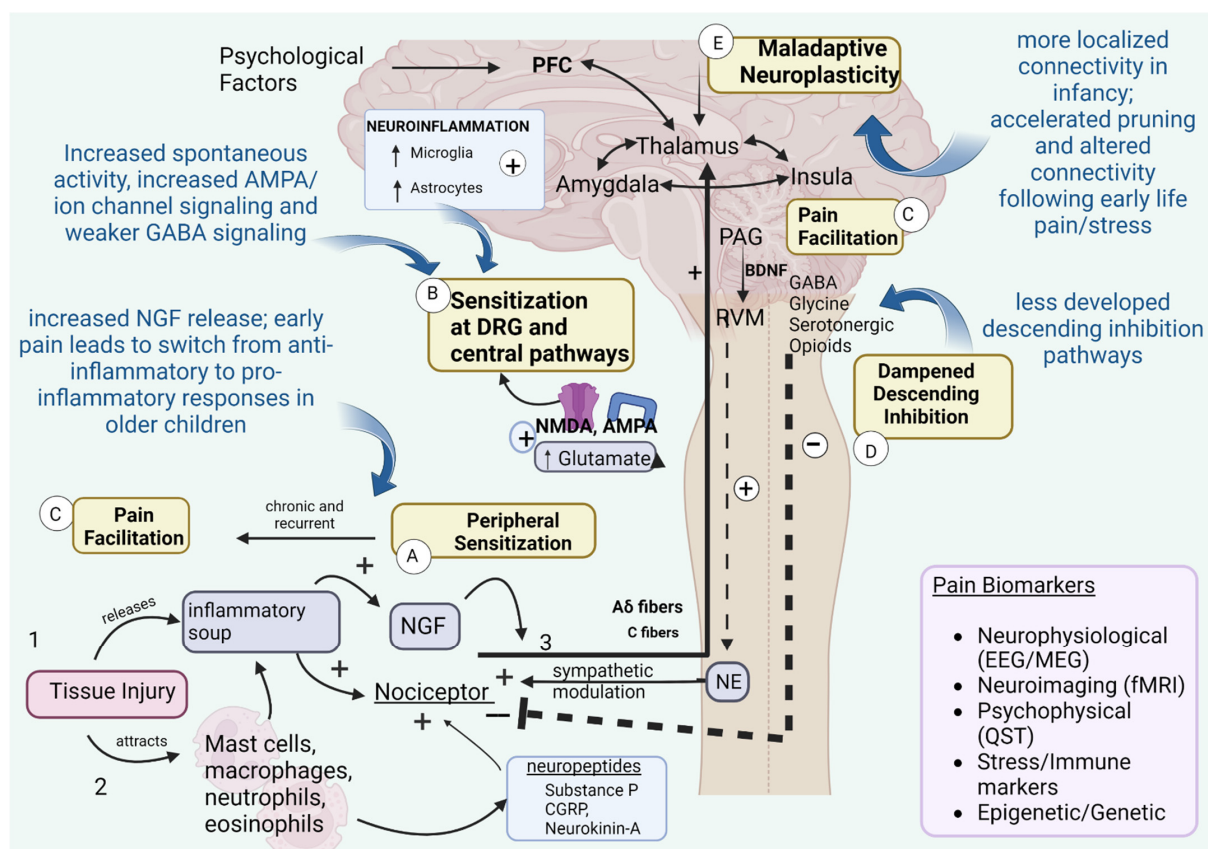 Psychological
Factors
PFC
E
Maladaptive
Neuroplasticity
more localized
connectivity in
infancy;
accelerated pruning
and altered
connectivity
following early life
pain/stress
NEUROINFLAMMATION
↑ Microglia
+
↑ Astrocytes
Thalamus
Amygdala
Insula
Increased spontaneous
activity, increased AMPA/
ion channel signaling and
weaker GABA signaling
C
Pain
Facilitation
PAG
+
BDNF
RVM
GABA
Glycine
Serotonergic
Opioids
B
Sensitization
at DRG and
central pathways
less developed
descending inhibition
pathways
increased NGF release; early
pain leads to switch from anti-
inflammatory to pro-
inflammatory responses in
older children
Dampened
Descending
Inhibition
D
NMDA, AMPA
+
↑ Glutamate
−
+
C
Pain
Facilitation
chronic and
recurrent
Peripheral
Sensitization
A
+
releases
inflammatory
soup
NGF
1
3
Aδ fibers
C fibers
Tissue Injury
+
Nociceptor
+
sympathetic
modulation
NE
+
−
attracts
2
Mast cells,
macrophages,
neutrophils,
eosinophils
neuropeptides
Substance P
CGRP,
Neurokinin-A
Pain Biomarkers
• Neurophysiological
(EEG/MEG)
• Neuroimaging (fMRI)
• Psychophysical
(QST)
• Stress/Immune
markers
• Epigenetic/Genetic